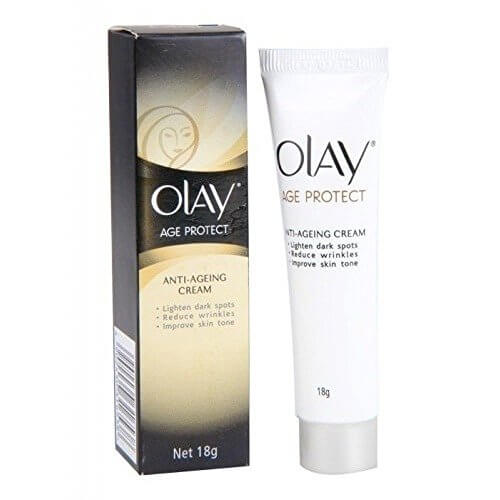 OLAY®
AGE PROTECT
ANTI-AGEING
CREAM
• Lighten dark spots
• Reduce wrinkles
• Improve skin tone
Net 18g
OLAY®
AGE PROTECT
ANTI-AGEING CREAM
• Lighten dark spots
• Reduce wrinkles
• Improve skin tone
18g